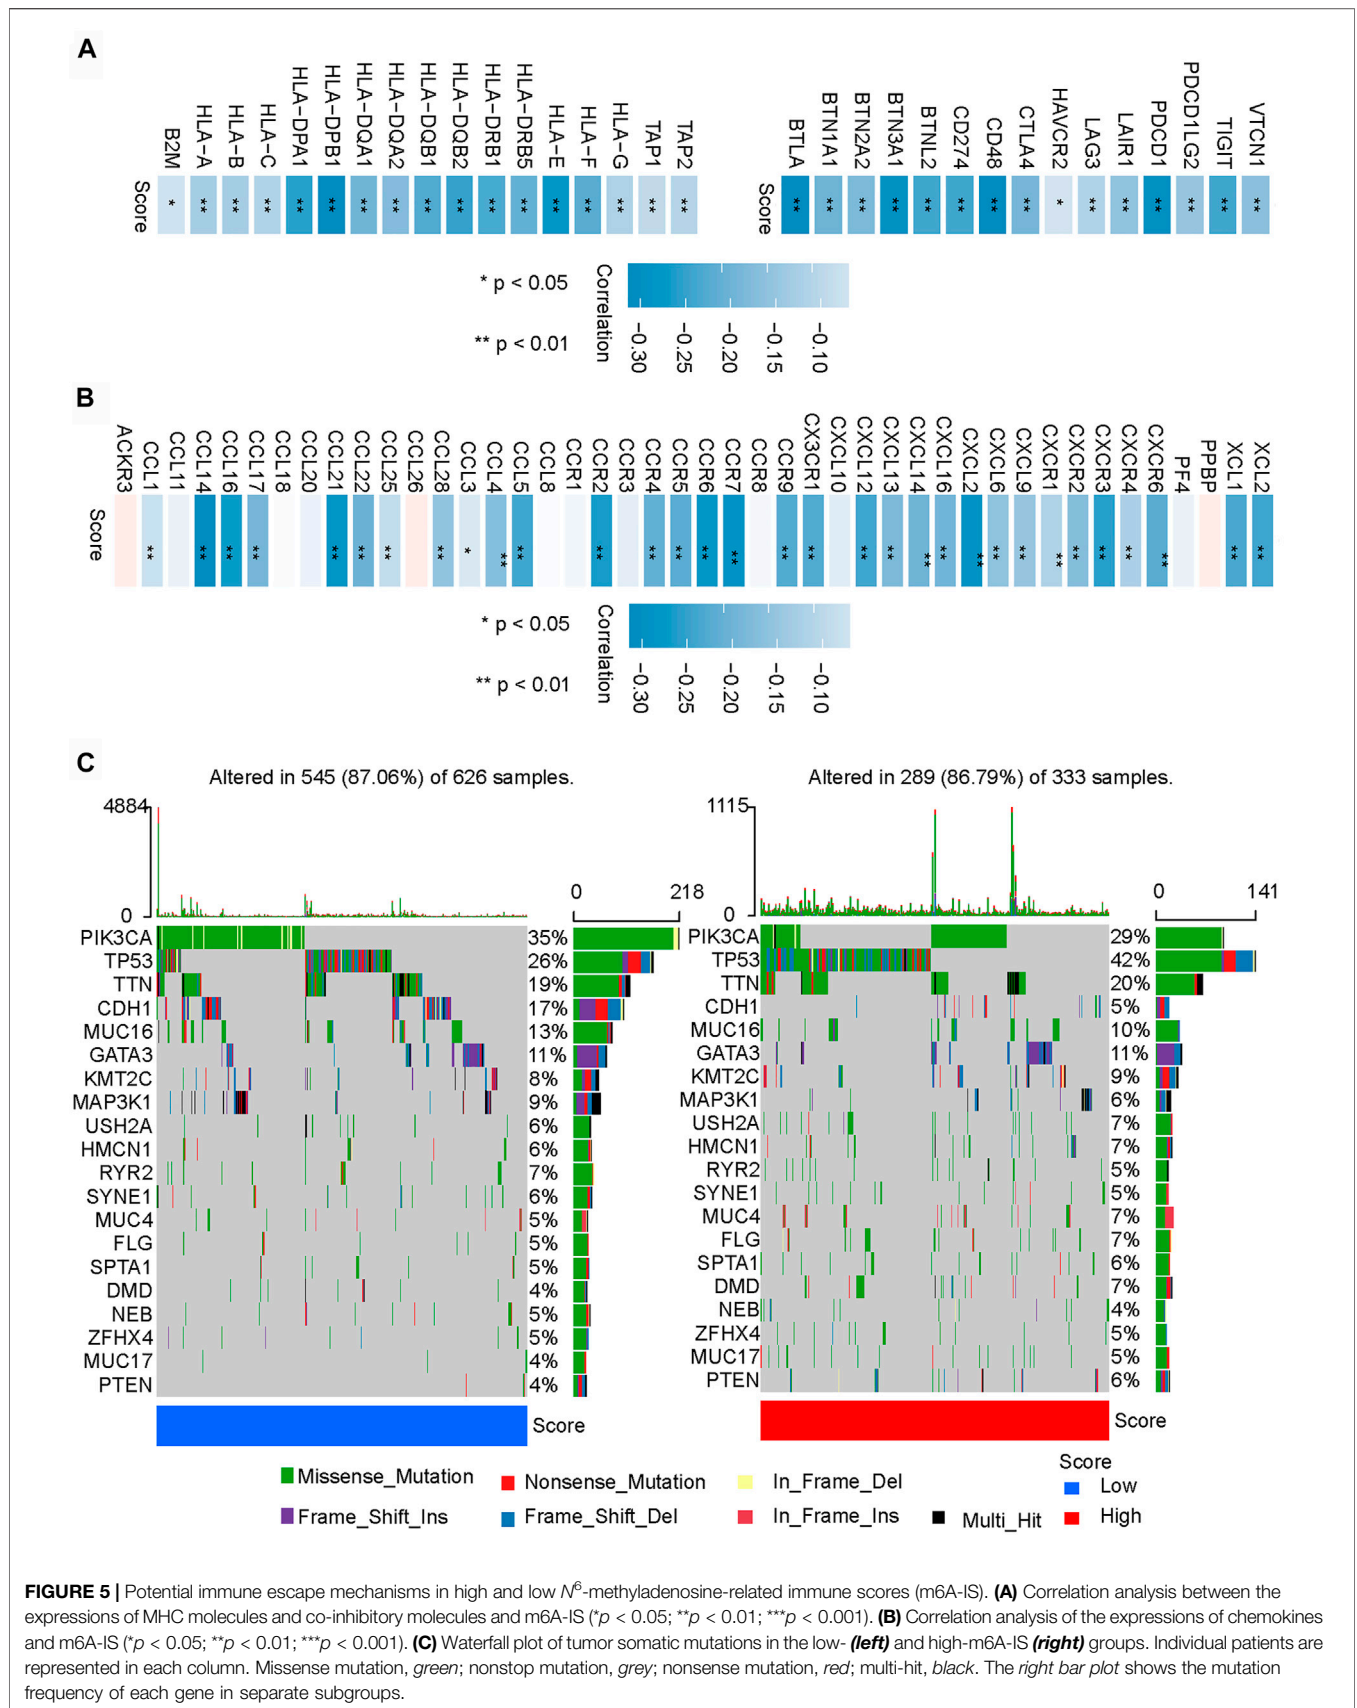 A
B2M
HLA−A
HLA−B
HLA−C
HLA−DPA1
HLA−DPB1
HLA−DQA1
HLA−DQA2
HLA−DQB1
HLA−DQB2
HLA−DRB1
HLA−DRB5
HLA−E
HLA−F
HLA−G
TAP1
TAP2
Score
* ** ** ** ** ** ** ** ** ** ** ** ** ** ** ** **
BTLA
BTN1A1
BTN2A2
BTN3A1
BTNL2
CD274
CD48
CTLA4
HAVCR2
LAG3
LAIR1
PDCD1
PDCD1LG2
TIGIT
VTCN1
Score
** ** ** ** ** ** ** ** * ** ** ** ** ** **
* p < 0.05
** p < 0.01
Correlation
−0.30
−0.25
−0.20
−0.15
−0.10
B
ACKR3
CCL1
CCL11
CCL14
CCL16
CCL17
CCL18
CCL20
CCL21
CCL22
CCL25
CCL26
CCL28
CCL3
CCL4
CCL5
CCL8
CCR1
CCR2
CCR3
CCR4
CCR5
CCR6
CCR7
CCR8
CCR9
CX3CR1
CXCL10
CXCL12
CXCL13
CXCL14
CXCL16
CXCL2
CXCL6
CXCL9
CXCR1
CXCR2
CXCR3
CXCR4
CXCR6
PF4
PPBP
XCL1
XCL2
Score
** ** ** ** ** ** ** ** * ** ** ** ** ** ** ** ** ** ** ** ** ** ** ** ** ** ** ** ** ** ** ** **
* p < 0.05
** p < 0.01
Correlation
−0.30
−0.25
−0.20
−0.15
−0.10
C
Altered in 545 (87.06%) of 626 samples.
4884
0
0 218
PIK3CA 35%
TP53 26%
TTN 19%
CDH1 17%
MUC16 13%
GATA3 11%
KMT2C 8%
MAP3K1 9%
USH2A 6%
HMCN1 6%
RYR2 7%
SYNE1 6%
MUC4 5%
FLG 5%
SPTA1 5%
DMD 4%
NEB 5%
ZFHX4 5%
MUC17 4%
PTEN 4%
Score
Altered in 289 (86.79%) of 333 samples.
1115
0
0 141
PIK3CA 29%
TP53 42%
TTN 20%
CDH1 5%
MUC16 10%
GATA3 11%
KMT2C 9%
MAP3K1 6%
USH2A 7%
HMCN1 7%
RYR2 5%
SYNE1 5%
MUC4 7%
FLG 7%
SPTA1 6%
DMD 7%
NEB 4%
ZFHX4 5%
MUC17 5%
PTEN 6%
Score
Missense_Mutation
Frame_Shift_Ins
Nonsense_Mutation
Frame_Shift_Del
In_Frame_Del
In_Frame_Ins
Multi_Hit
Score
Low
High
FIGURE 5 | Potential immune escape mechanisms in high and low N⁶-methyladenosine-related immune scores (m6A-IS). (A) Correlation analysis between the
expressions of MHC molecules and co-inhibitory molecules and m6A-IS (*p < 0.05; **p < 0.01; ***p < 0.001). (B) Correlation analysis of the expressions of chemokines
and m6A-IS (*p < 0.05; **p < 0.01; ***p < 0.001). (C) Waterfall plot of tumor somatic mutations in the low- (left) and high-m6A-IS (right) groups. Individual patients are
represented in each column. Missense mutation, green; nonstop mutation, grey; nonsense mutation, red; multi-hit, black. The right bar plot shows the mutation
frequency of each gene in separate subgroups.